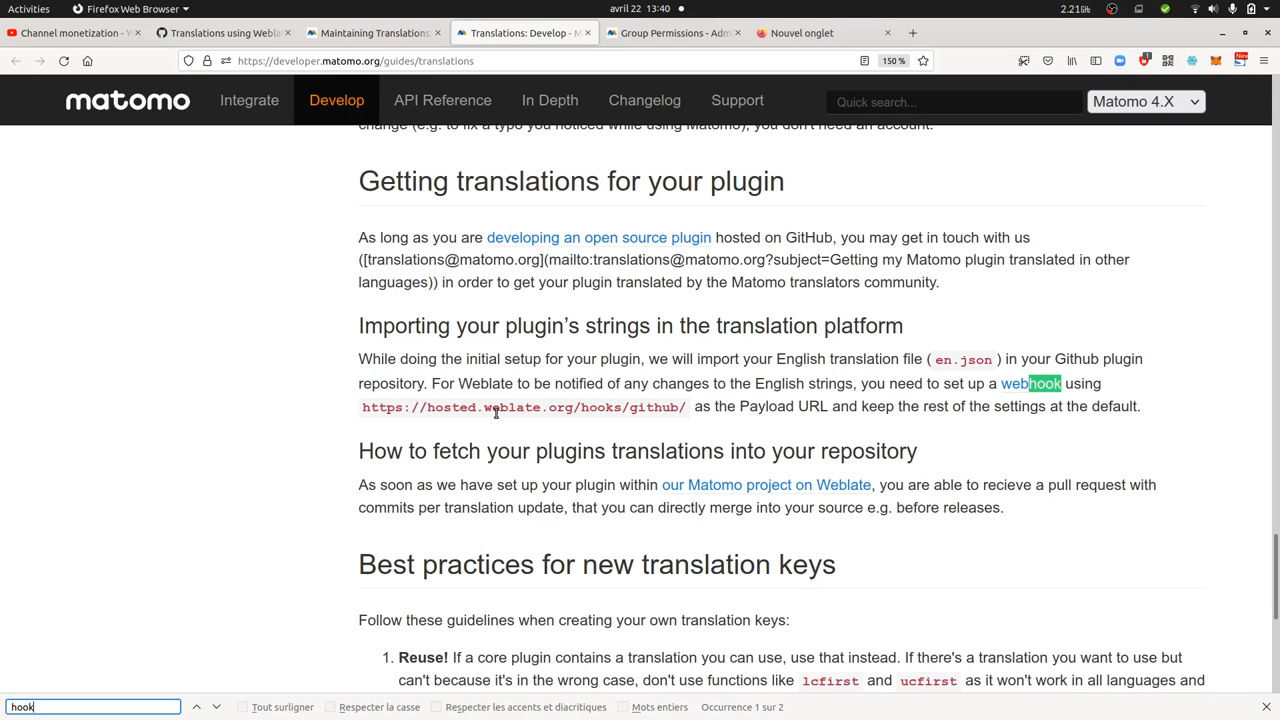 Activities
Firefox Web Browser
avril 22 13:40
2.21 GiB
Channel monetization - Y
Translations using Webla
Maintaining Translations:
Translations: Develop - M
Group Permissions - Adm
Nouvel onglet
https://developer.matomo.org/guides/translations
150 %
New
matomo
Integrate
Develop
API Reference
In Depth
Changelog
Support
Quick search...
Matomo 4.X
change (e.g. to fix a typo you noticed while using Matomo), you don't need an account.
Getting translations for your plugin
As long as you are developing an open source plugin hosted on GitHub, you may get in touch with us
([translations@matomo.org](mailto:translations@matomo.org?subject=Getting my Matomo plugin translated in other
languages)) in order to get your plugin translated by the Matomo translators community.
Importing your plugin’s strings in the translation platform
While doing the initial setup for your plugin, we will import your English translation file ( en.json ) in your Github plugin
repository. For Weblate to be notified of any changes to the English strings, you need to set up a webhook using
https://hosted.weblate.org/hooks/github/ as the Payload URL and keep the rest of the settings at the default.
How to fetch your plugins translations into your repository
As soon as we have set up your plugin within our Matomo project on Weblate, you are able to recieve a pull request with
commits per translation update, that you can directly merge into your source e.g. before releases.
Best practices for new translation keys
Follow these guidelines when creating your own translation keys:
1. Reuse! If a core plugin contains a translation you can use, use that instead. If there's a translation you want to use but
can't because it's in the wrong case, don't use functions like lcfirst and ucfirst as it won't work in all languages and
hook
Tout surligner
Respecter la casse
Respecter les accents et diacritiques
Mots entiers
Occurrence 1 sur 2